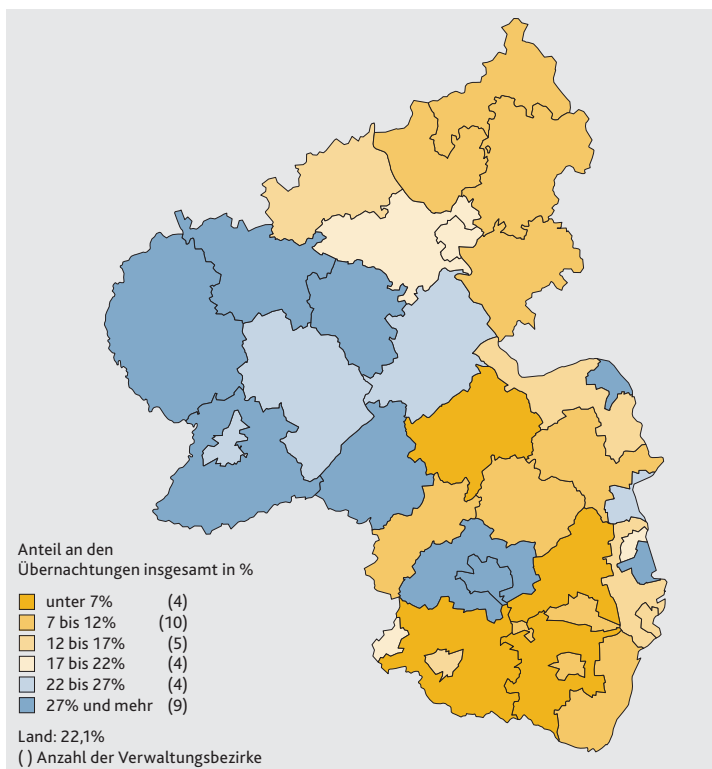 Anteil an den
Übernachtungen insgesamt in %
unter 7% (4)
7 bis 12% (10)
12 bis 17% (5)
17 bis 22% (4)
22 bis 27% (4)
27% und mehr (9)
Land: 22,1%
( ) Anzahl der Verwaltungsbezirke